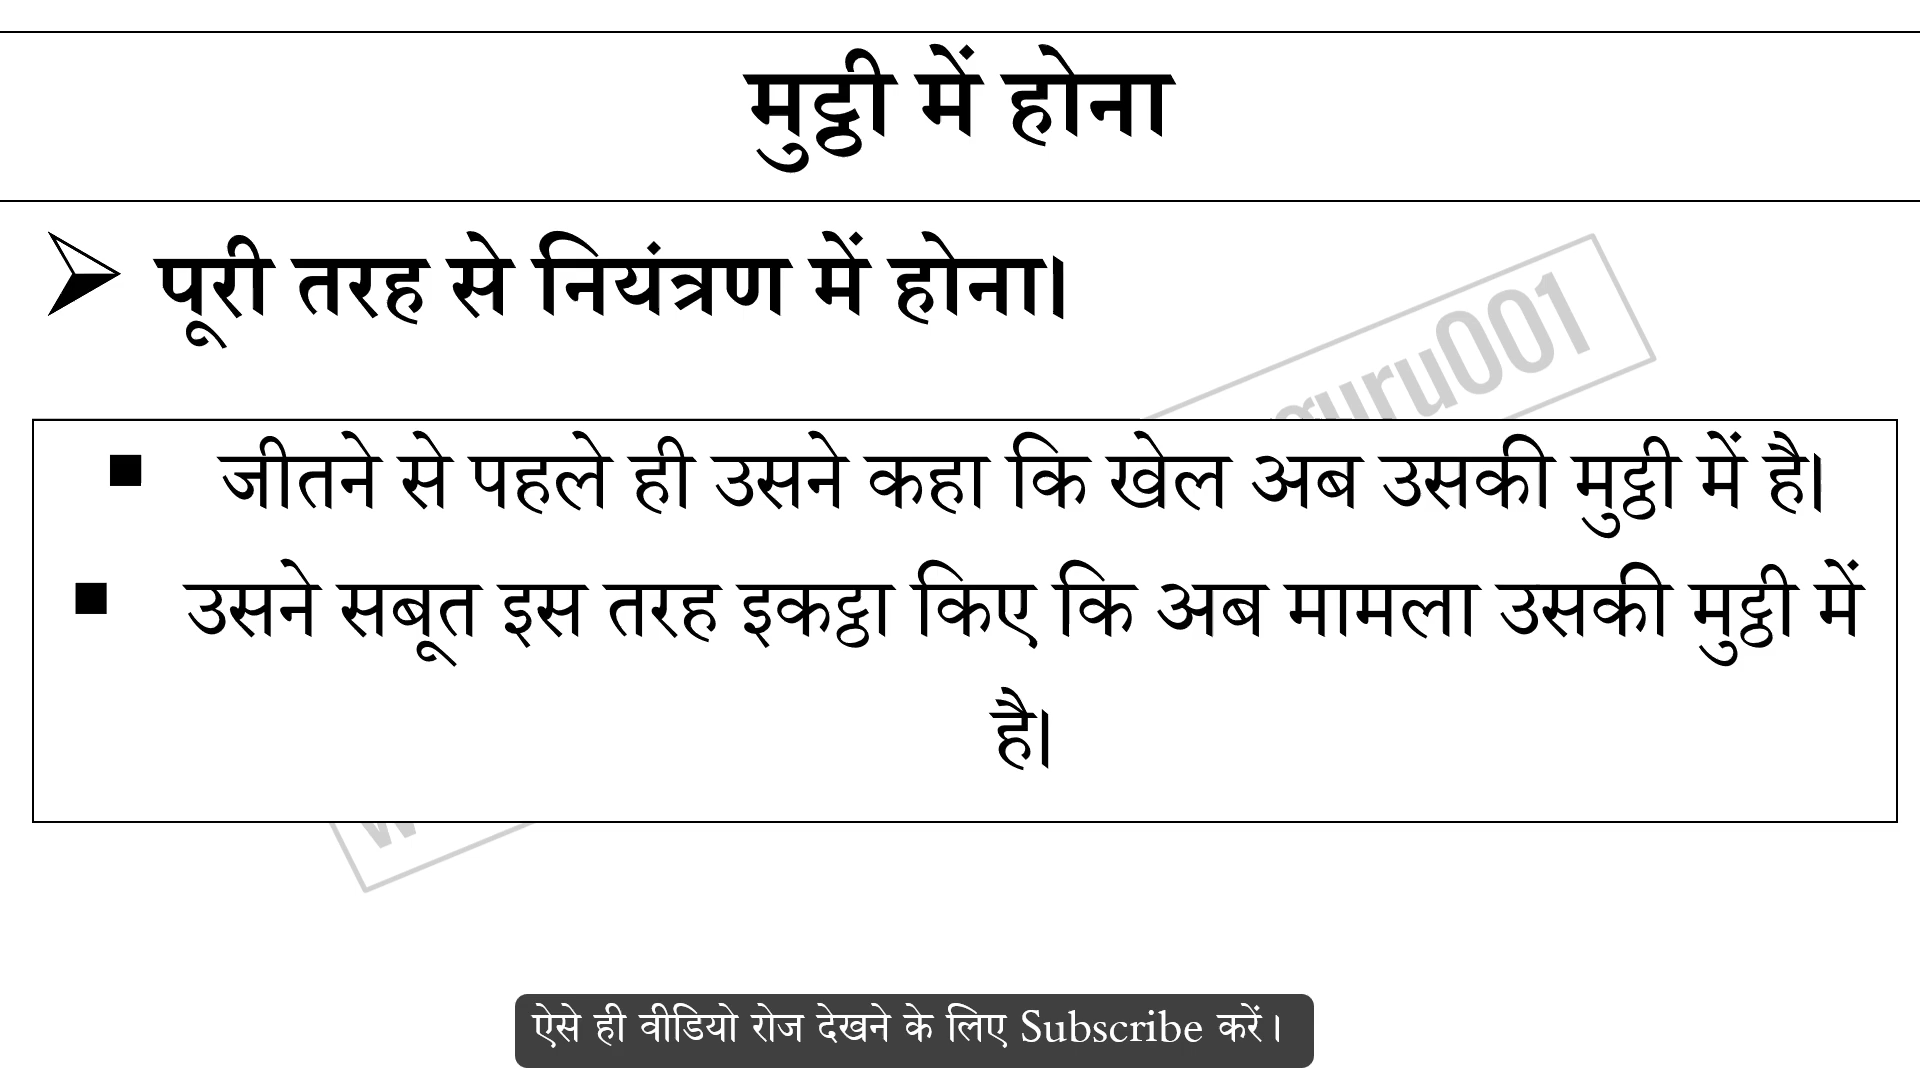 मुट्ठी में होना
पूरी तरह से नियंत्रण में होना।
guru001
जीतने से पहले ही उसने कहा कि खेल अब उसकी मुट्ठी में है।
उसने सबूत इस तरह इकट्ठा किए कि अब मामला उसकी मुट्ठी में
है।
ऐसे ही वीडियो रोज देखने के लिए Subscribe करें।